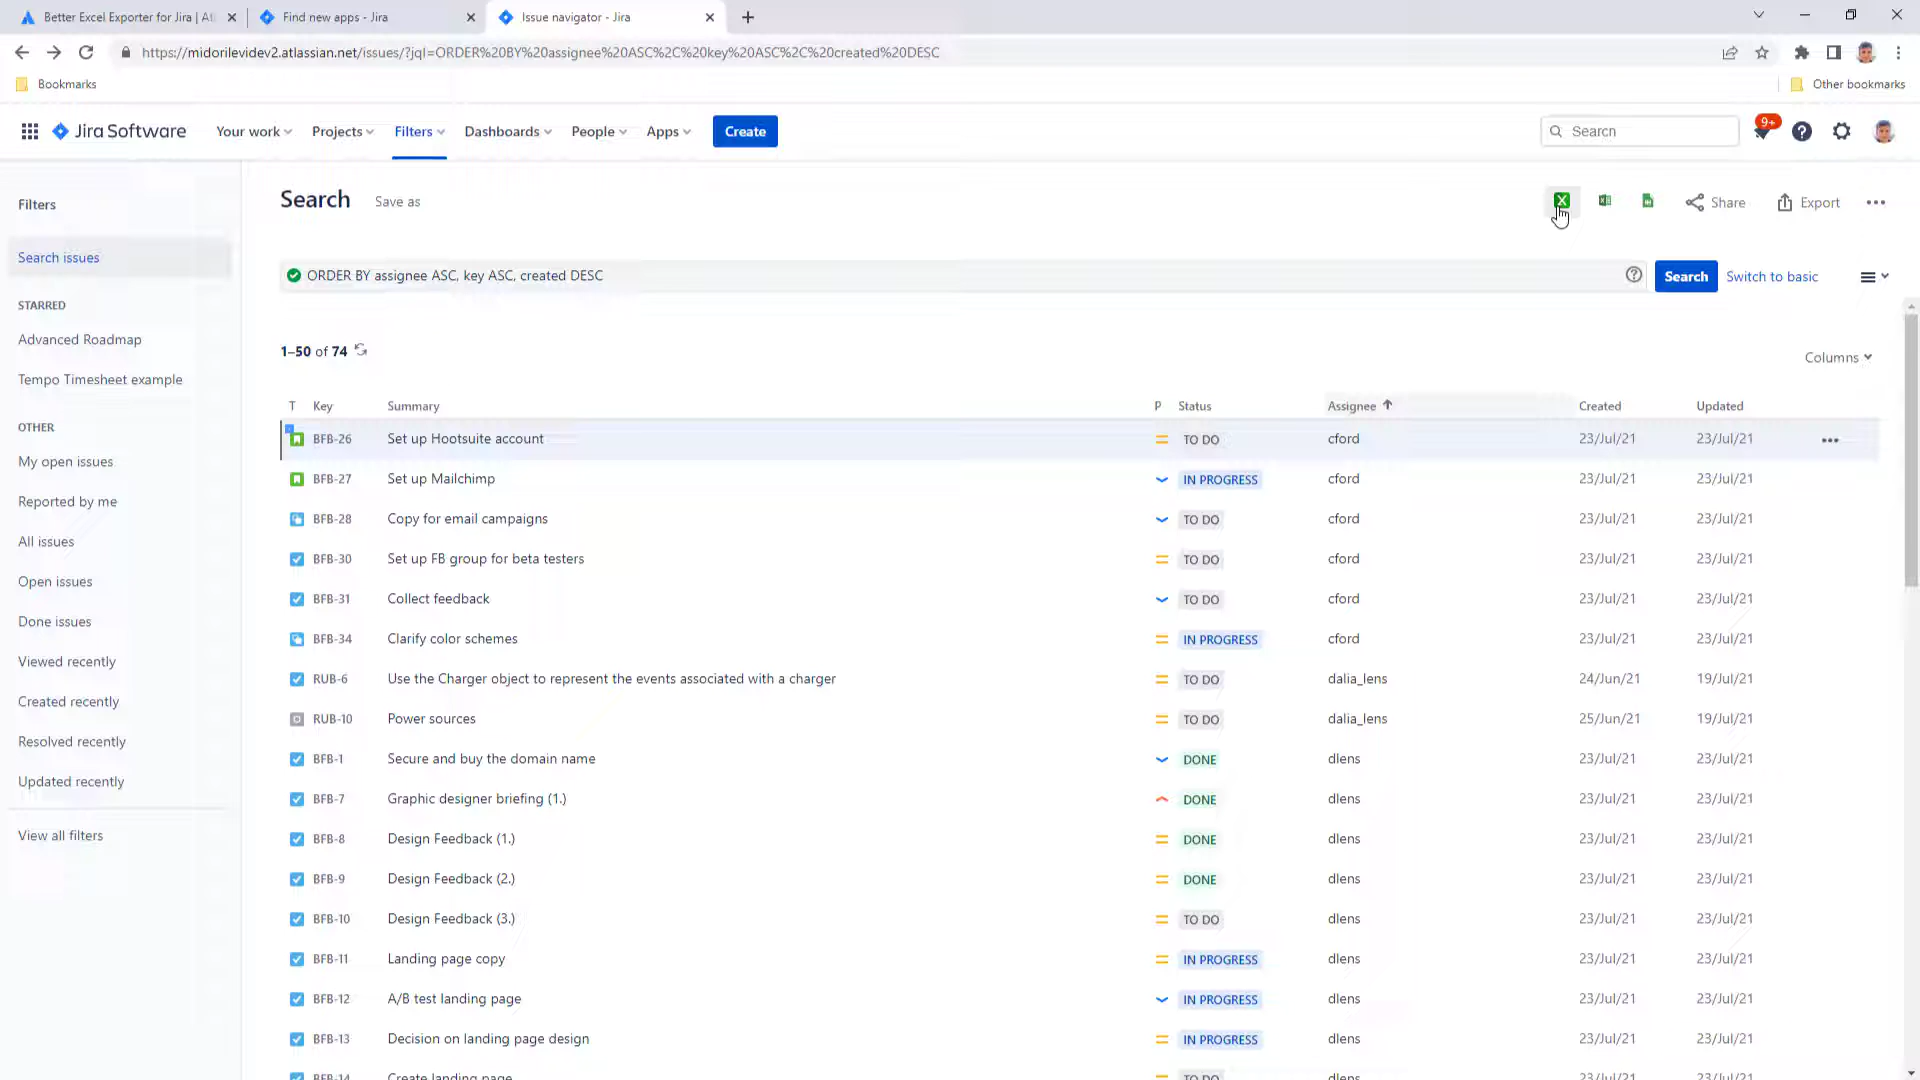 Better Excel Exporter for Jira | At
Find new apps - Jira
Issue navigator - Jira
https://midorilevidev2.atlassian.net/issues/?jql=ORDER%20BY%20assignee%20ASC%2C%20key%20ASC%2C%20created%20DESC
Bookmarks
Other bookmarks
Jira Software
Your work
Projects
Filters
Dashboards
People
Apps
Create
Search
9+
Filters
Search issues
STARRED
Advanced Roadmap
Tempo Timesheet example
OTHER
My open issues
Reported by me
All issues
Open issues
Done issues
Viewed recently
Created recently
Resolved recently
Updated recently
View all filters
Search Save as
Share
Export
ORDER BY assignee ASC, key ASC, created DESC
Search
Switch to basic
1–50 of 74
Columns
T Key Summary P Status Assignee Created Updated
BFB-26 Set up Hootsuite account TO DO cford 23/Jul/21 23/Jul/21
BFB-27 Set up Mailchimp IN PROGRESS cford 23/Jul/21 23/Jul/21
BFB-28 Copy for email campaigns TO DO cford 23/Jul/21 23/Jul/21
BFB-30 Set up FB group for beta testers TO DO cford 23/Jul/21 23/Jul/21
BFB-31 Collect feedback TO DO cford 23/Jul/21 23/Jul/21
BFB-34 Clarify color schemes IN PROGRESS cford 23/Jul/21 23/Jul/21
RUB-6 Use the Charger object to represent the events associated with a charger TO DO dalia_lens 24/Jun/21 19/Jul/21
RUB-10 Power sources TO DO dalia_lens 25/Jun/21 19/Jul/21
BFB-1 Secure and buy the domain name DONE dlens 23/Jul/21 23/Jul/21
BFB-7 Graphic designer briefing (1.) DONE dlens 23/Jul/21 23/Jul/21
BFB-8 Design Feedback (1.) DONE dlens 23/Jul/21 23/Jul/21
BFB-9 Design Feedback (2.) DONE dlens 23/Jul/21 23/Jul/21
BFB-10 Design Feedback (3.) TO DO dlens 23/Jul/21 23/Jul/21
BFB-11 Landing page copy IN PROGRESS dlens 23/Jul/21 23/Jul/21
BFB-12 A/B test landing page IN PROGRESS dlens 23/Jul/21 23/Jul/21
BFB-13 Decision on landing page design IN PROGRESS dlens 23/Jul/21 23/Jul/21
BFB-14 Create landing page TO DO dlens 23/Jul/21 23/Jul/21